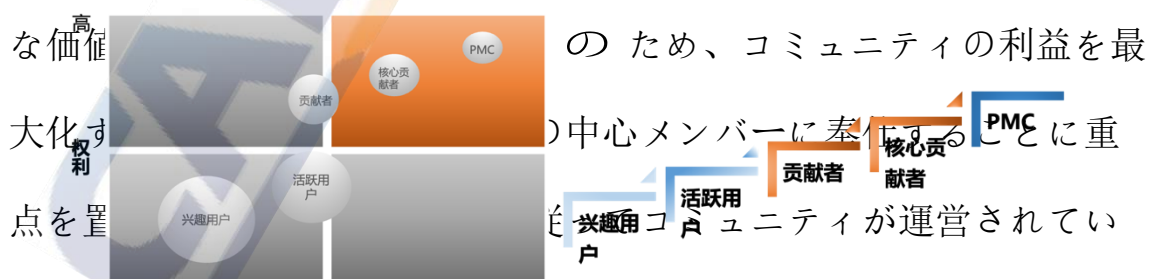 高
な価値
の ため、コミュニティの利益を最
PMC
核心贡
献者
贡献者
大化す
の中心メンバーに奉仕することに重
权
利
活跃用
户
兴趣用户
点を置
従ってコミュニティが運営されてい
PMC
核心贡
献者
贡献者
活跃用
户
兴趣用
户